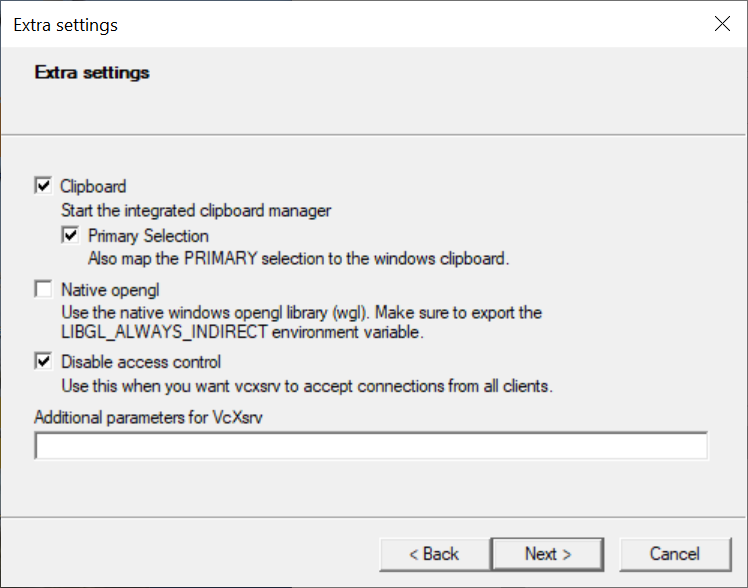 Extra settings
Extra settings
Clipboard
Start the integrated clipboard manager
Primary Selection
Also map the PRIMARY selection to the windows clipboard.
Native opengl
Use the native windows opengl library (wgl). Make sure to export the
LIBGL_ALWAYS_INDIRECT environment variable.
Disable access control
Use this when you want vcxsrv to accept connections from all clients.
Additional parameters for VcXsrv
< Back Next > Cancel